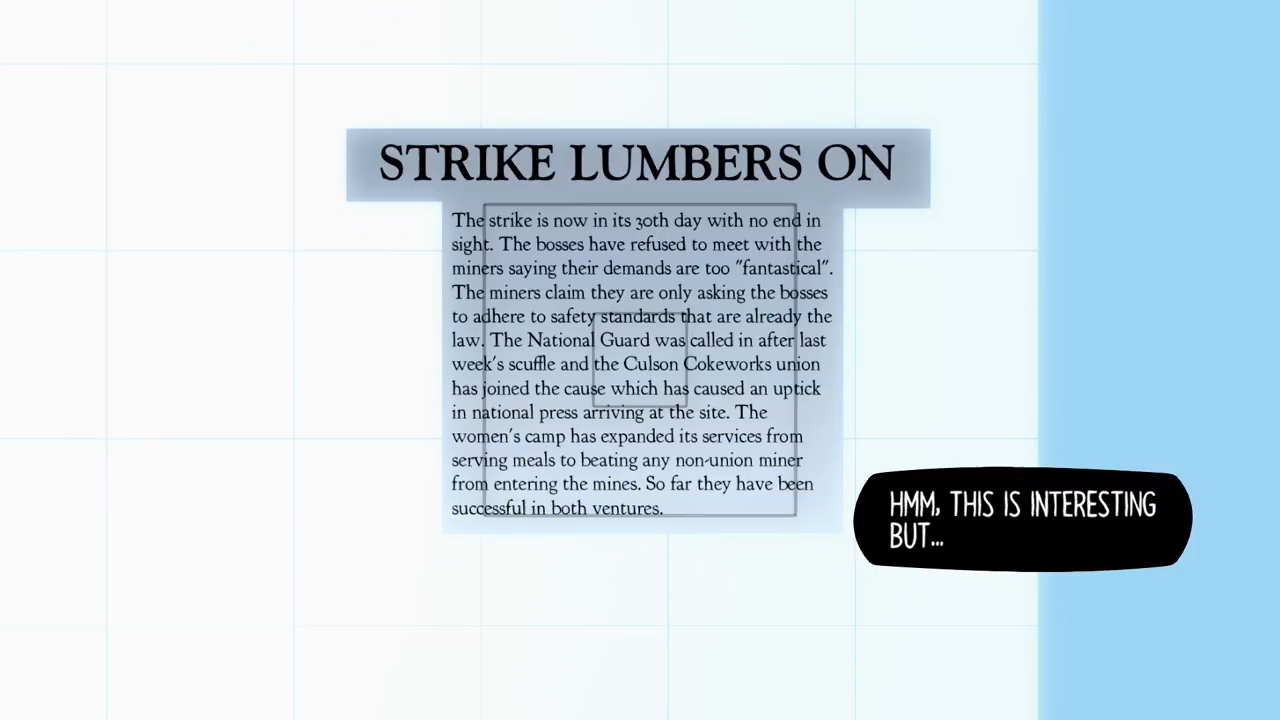 STRIKE LUMBERS ON
The strike is now in its 30th day with no end in
sight. The bosses have refused to meet with the
miners saying their demands are too "fantastical".
The miners claim they are only asking the bosses
to adhere to safety standards that are already the
law. The National Guard was called in after last
week's scuffle and the Culson Cokeworks union
has joined the cause which has caused an uptick
in national press arriving at the site. The
women's camp has expanded its services from
serving meals to beating any non-union miner
from entering the mines. So far they have been
successful in both ventures.
HMM, THIS IS INTERESTING
BUT...